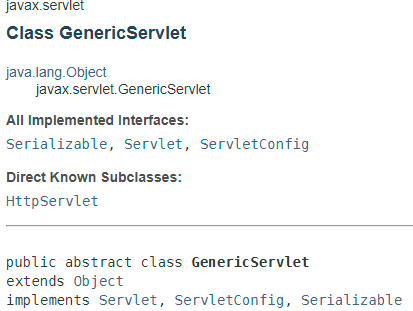 javax.servlet
Class GenericServlet
java.lang.Object
javax.servlet.GenericServlet
All Implemented Interfaces:
Serializable, Servlet, ServletConfig
Direct Known Subclasses:
HttpServlet
public abstract class GenericServlet
extends Object
implements Servlet, ServletConfig, Serializable